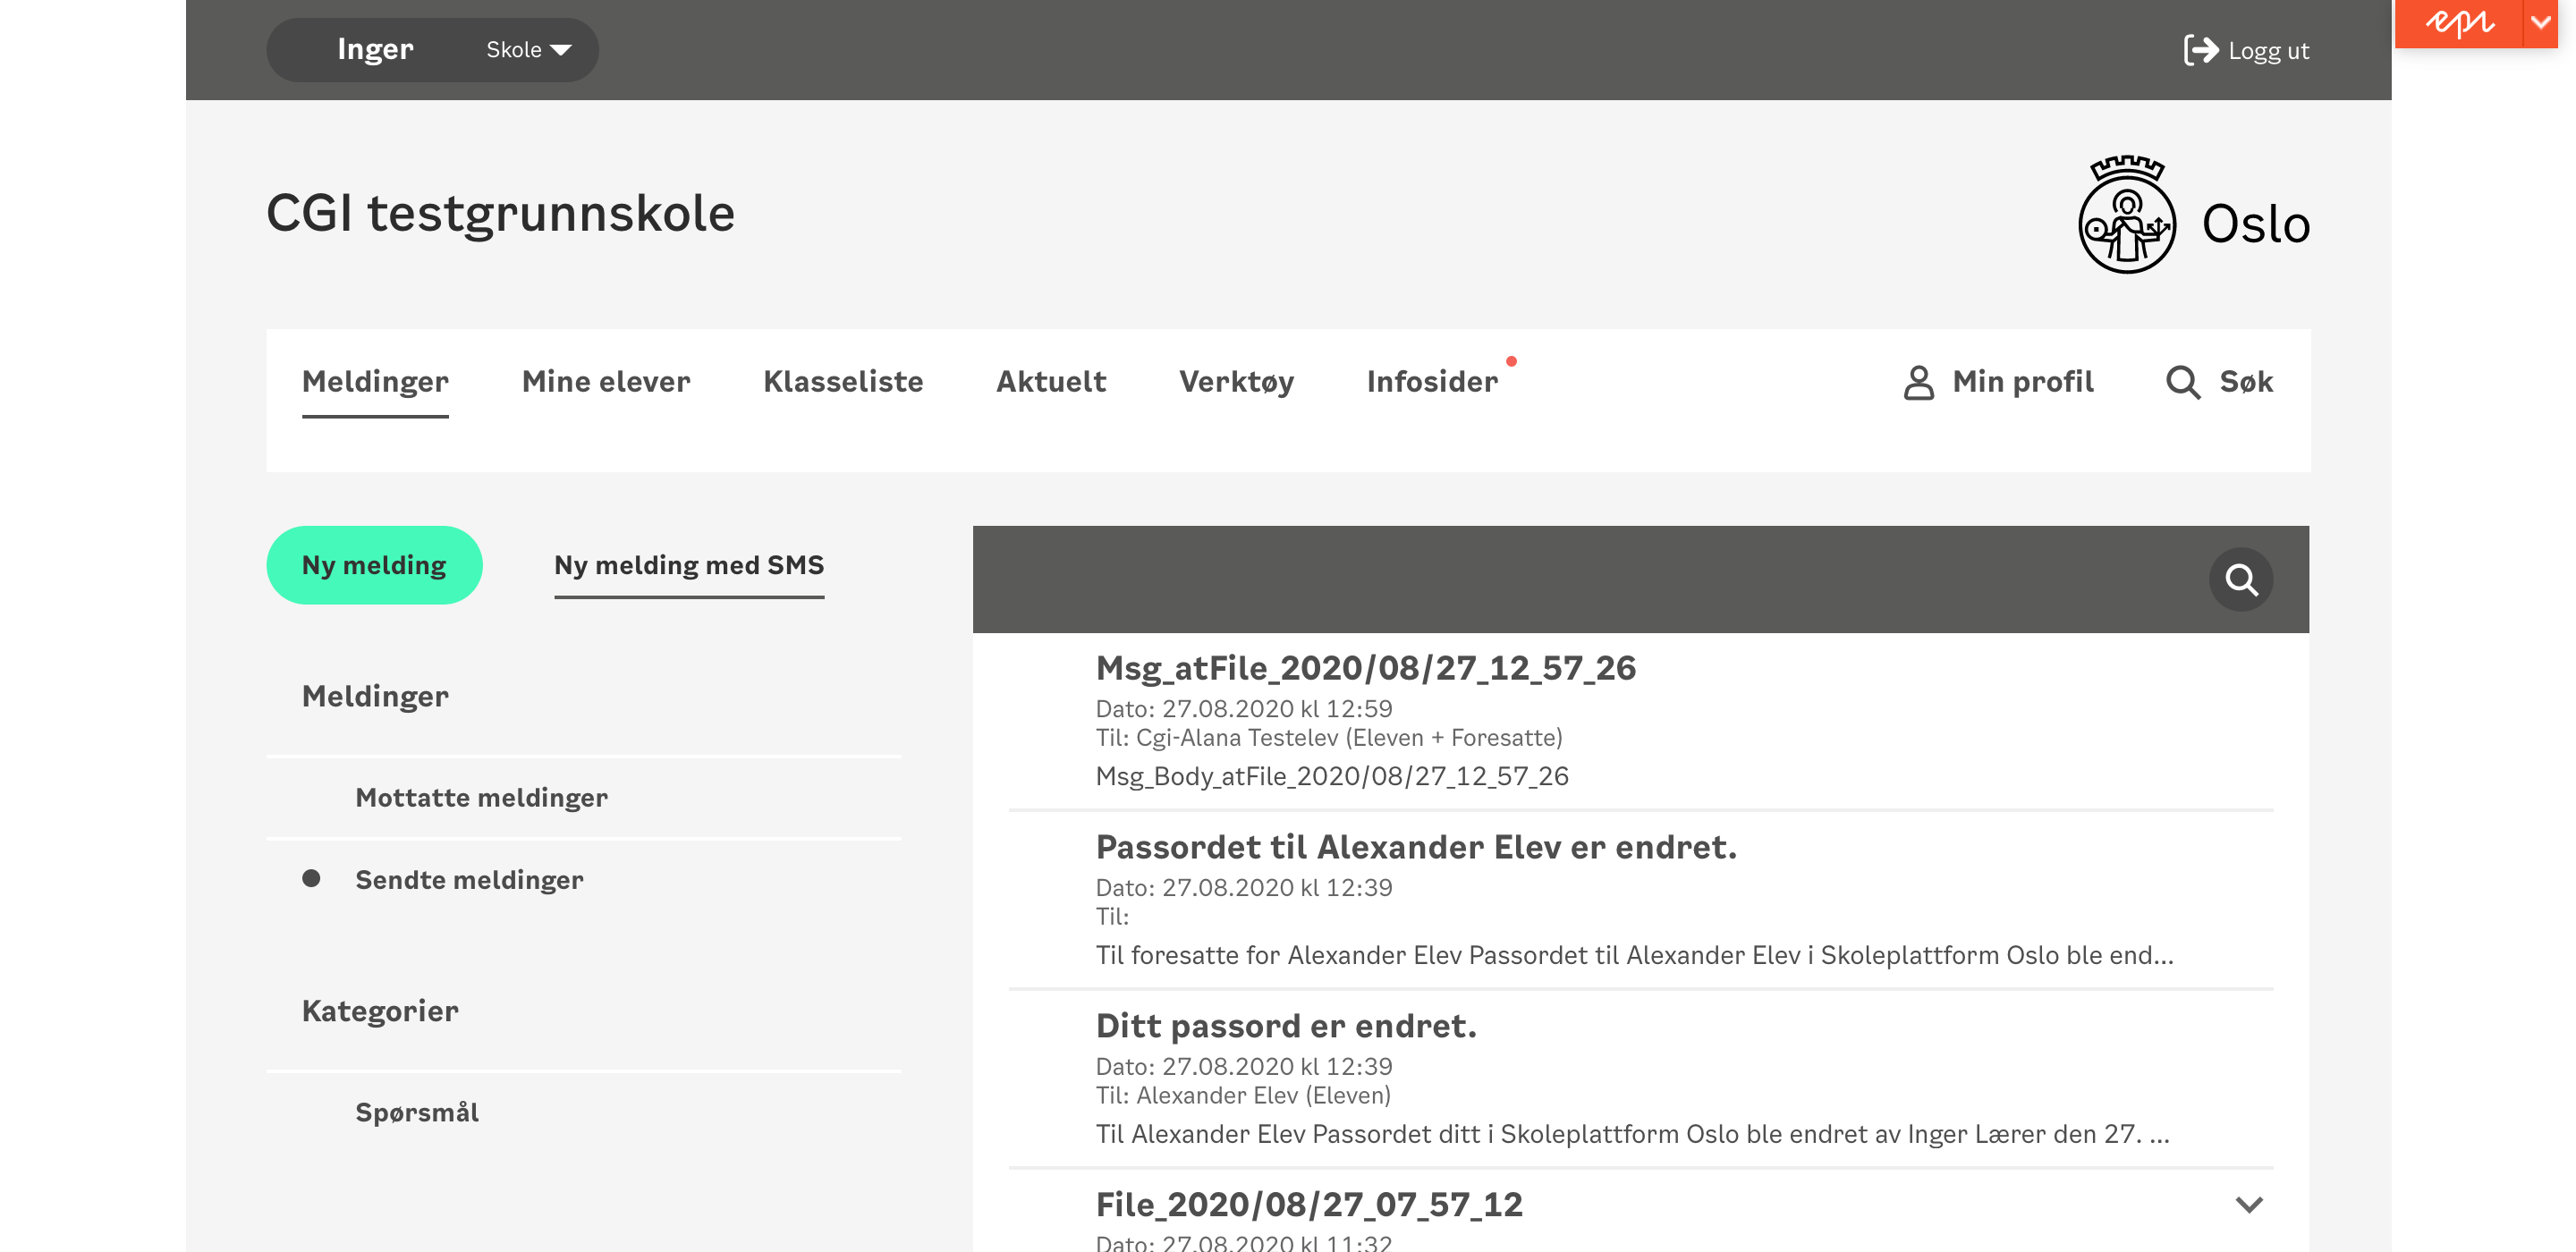 Inger
Skole
Logg ut
epi
CGI testgrunnskole
Oslo
Meldinger
Mine elever
Klasseliste
Aktuelt
Verktøy
Infosider
Min profil
Søk
Ny melding
Ny melding med SMS
Meldinger
Mottatte meldinger
Sendte meldinger
Kategorier
Spørsmål
Msg_atFile_2020/08/27_12_57_26
Dato: 27.08.2020 kl 12:59
Til: Cgi-Alana Testelev (Eleven + Foresatte)
Msg_Body_atFile_2020/08/27_12_57_26
Passordet til Alexander Elev er endret.
Dato: 27.08.2020 kl 12:39
Til:
Til foresatte for Alexander Elev Passordet til Alexander Elev i Skoleplattform Oslo ble end...
Ditt passord er endret.
Dato: 27.08.2020 kl 12:39
Til: Alexander Elev (Eleven)
Til Alexander Elev Passordet ditt i Skoleplattform Oslo ble endret av Inger Lærer den 27. ...
File_2020/08/27_07_57_12
Dato: 27.08.2020 kl 11:32